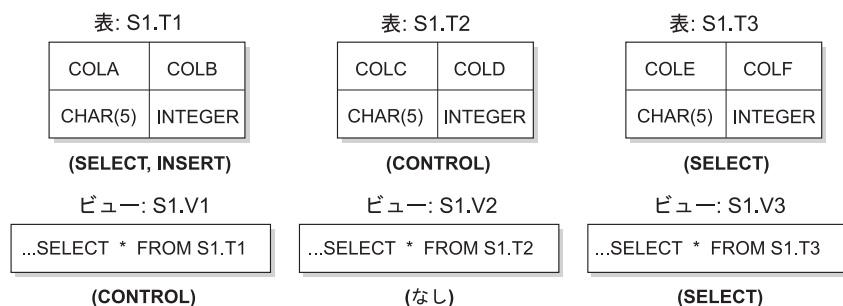 表: S1.T1
表: S1.T2
表: S1.T3
COLA COLB
COLC COLD
COLE COLF
CHAR(5) INTEGER
CHAR(5) INTEGER
CHAR(5) INTEGER
(SELECT, INSERT)
(CONTROL)
(SELECT)
ビュー: S1.V1
ビュー: S1.V2
ビュー: S1.V3
...SELECT * FROM S1.T1
...SELECT * FROM S1.T2
...SELECT * FROM S1.T3
(CONTROL)
(なし)
(SELECT)